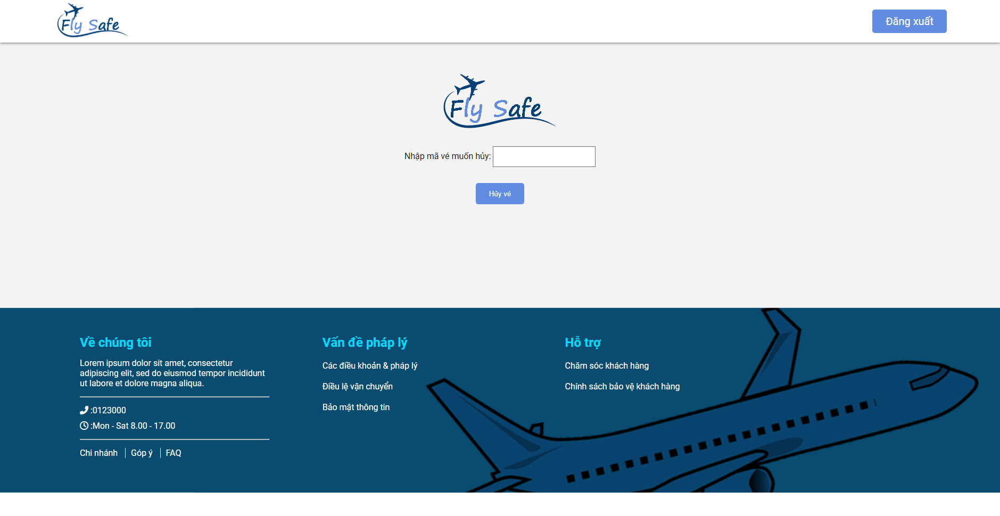 Fly Safe
Đăng xuất
Fly Safe
Nhập mã vé muốn hủy:
Hủy vé
Về chúng tôi
Lorem ipsum dolor sit amet, consectetur
adipiscing elit, sed do eiusmod tempor incididunt
ut labore et dolore magna aliqua.
:0123000
:Mon - Sat 8.00 - 17.00
Chi nhánh
Góp ý
FAQ
Vấn đề pháp lý
Các điều khoản & pháp lý
Điều lệ vận chuyển
Bảo mật thông tin
Hỗ trợ
Chăm sóc khách hàng
Chính sách bảo vệ khách hàng